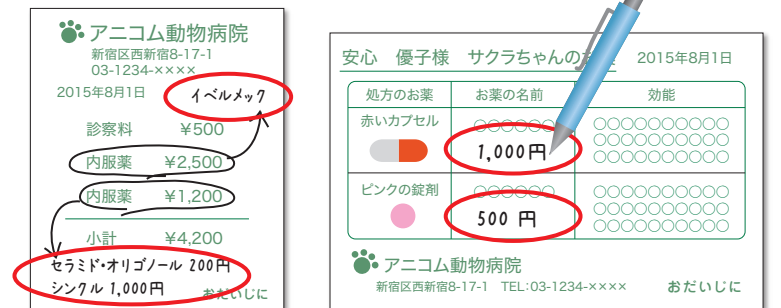 アニコム動物病院
新宿区西新宿8-17-1
03-1234-××××
2015年8月1日
イベルメック
診察料 ¥500
内服薬 ¥2,500
内服薬 ¥1,200
小計 ¥4,200
セラミド・オリゴノール 200円
シンクル 1,000円
おだいじに
安心 優子様 サクラちゃんの
2015年8月1日
処方のお薬 お薬の名前 効能
赤いカプセル ○○○○○○ ○○○○○○○○○○
○○○○○○○○○○
1,000円 ○○○○○○○○○○
ピンクの錠剤 ○○○○○○ ○○○○○○○○○○
○○○○○○○○○○
500 円 ○○○○○○○○○○
アニコム動物病院
新宿区西新宿8-17-1 TEL:03-1234-×××× おだいじに